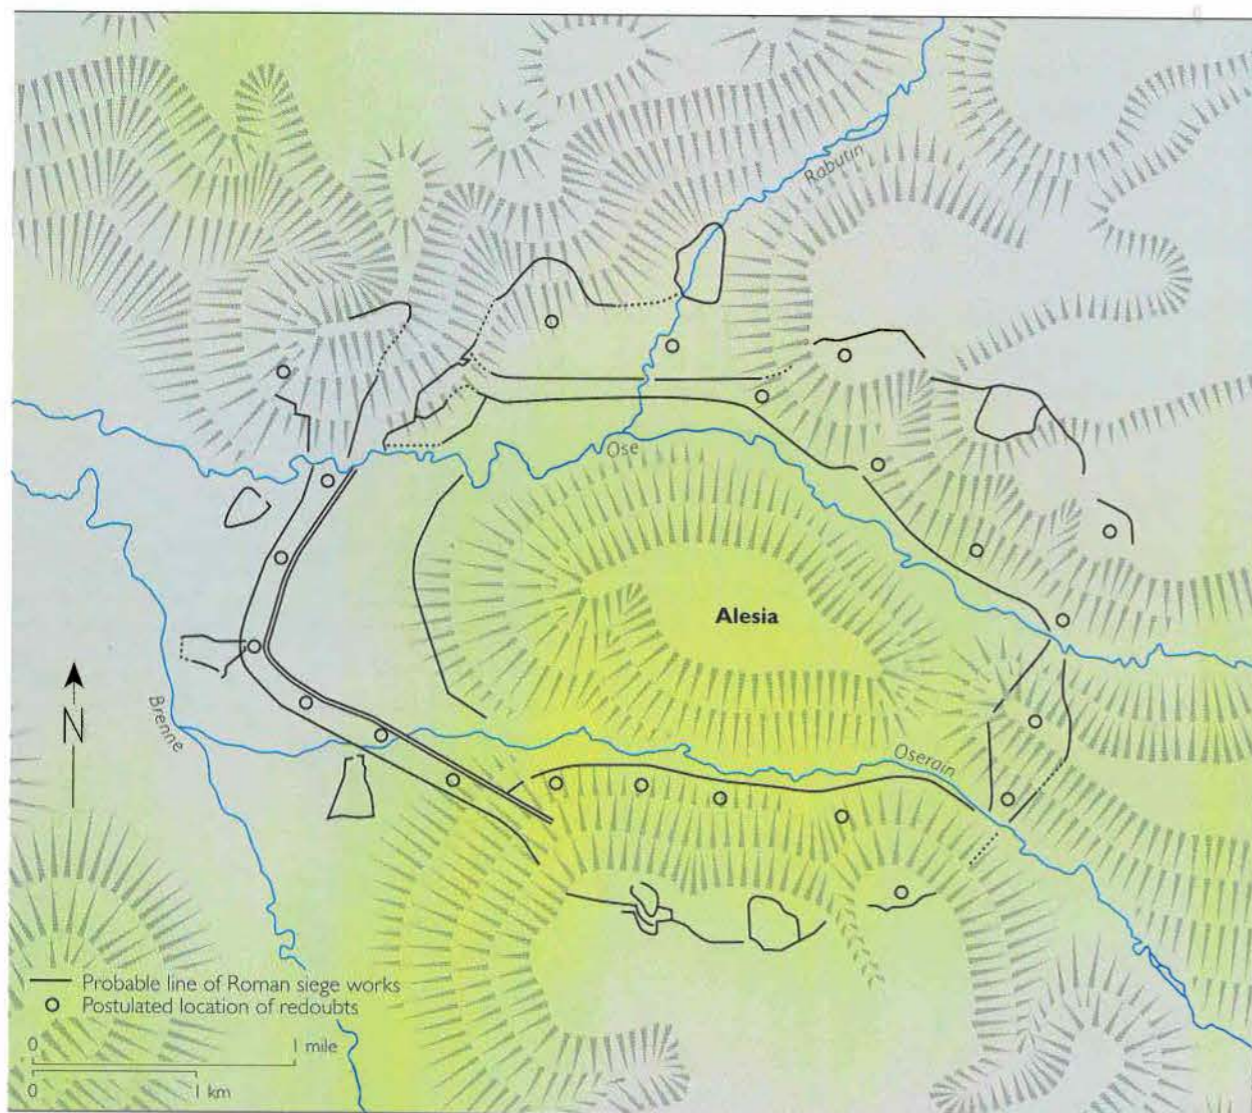 Rabutin
Ose
Alesia
N
Brenne
Oserain
Probable line of Roman siege works
Postulated location of redoubts
0 1 mile
0 1 km